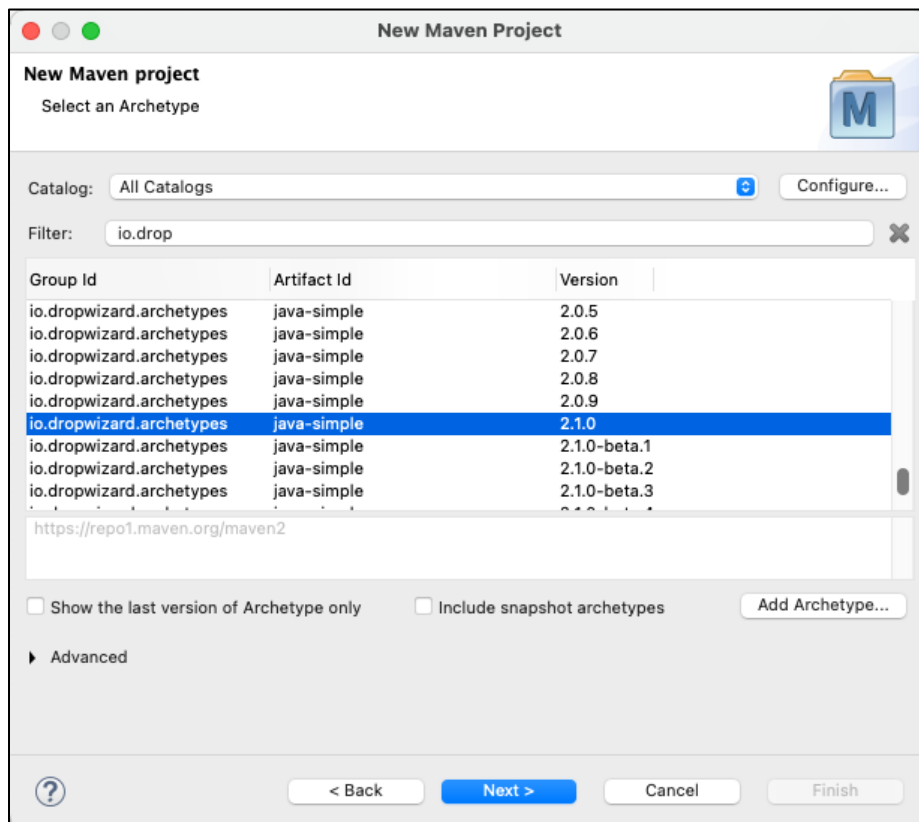 New Maven Project
New Maven project
Select an Archetype
M
Catalog: All Catalogs Configure...
Filter: io.drop
Group Id Artifact Id Version
io.dropwizard.archetypes java-simple 2.0.5
io.dropwizard.archetypes java-simple 2.0.6
io.dropwizard.archetypes java-simple 2.0.7
io.dropwizard.archetypes java-simple 2.0.8
io.dropwizard.archetypes java-simple 2.0.9
io.dropwizard.archetypes java-simple 2.1.0
io.dropwizard.archetypes java-simple 2.1.0-beta.1
io.dropwizard.archetypes java-simple 2.1.0-beta.2
io.dropwizard.archetypes java-simple 2.1.0-beta.3
https://repo1.maven.org/maven2
Show the last version of Archetype only Include snapshot archetypes Add Archetype...
Advanced
? < Back Next > Cancel Finish